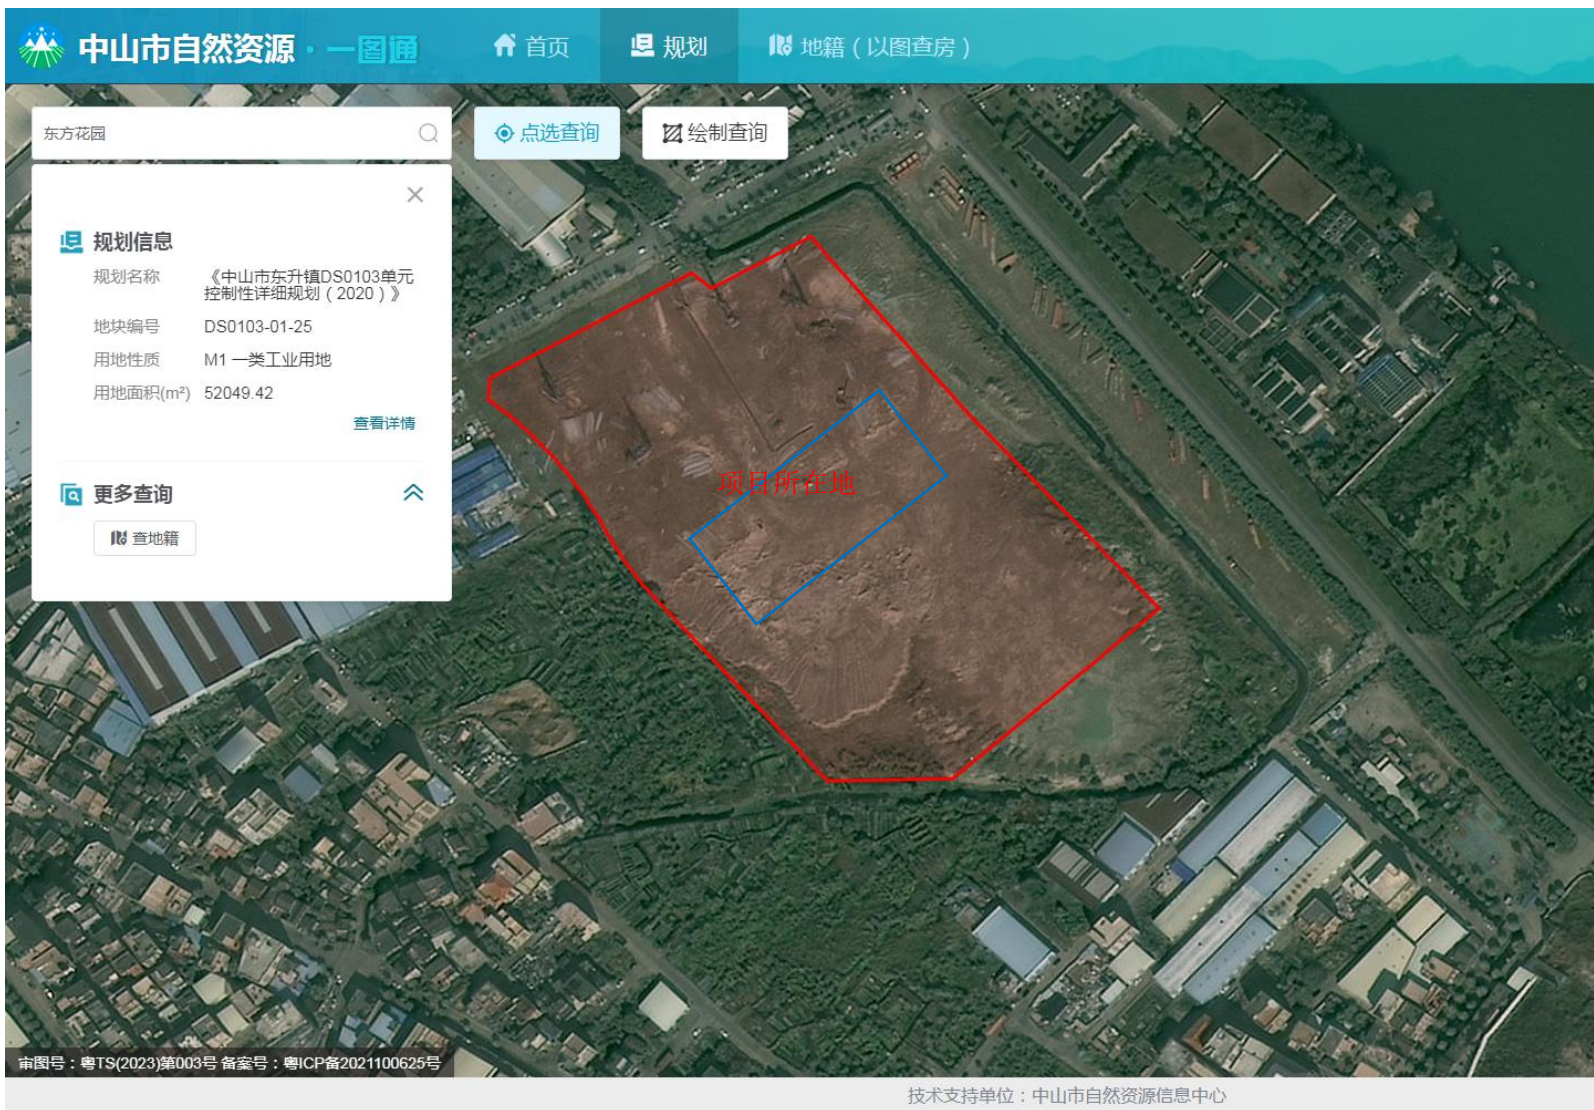 中山市自然资源·一图通
首页
规划
地籍（以图查房）
东方花园
点选查询
绘制查询
规划信息
规划名称 《中山市东升镇DS0103单元
控制性详细规划（2020）》
地块编号 DS0103-01-25
用地性质 M1 一类工业用地
用地面积(m²) 52049.42
查看详情
更多查询
查地籍
项目所在地
审图号：粤TS(2023)第003号 备案号：粤ICP备2021100625号
技术支持单位：中山市自然资源信息中心